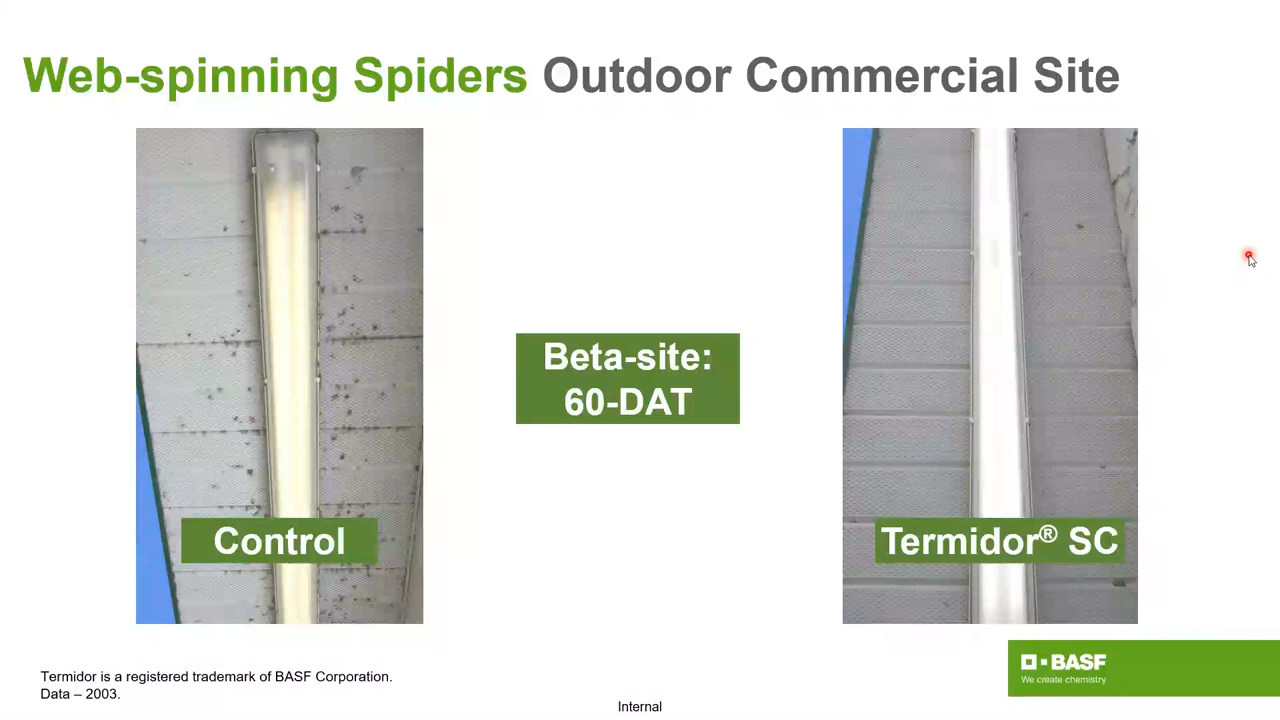 Web-spinning Spiders Outdoor Commercial Site
Beta-site:
60-DAT
Control
Termidor® SC
Termidor is a registered trademark of BASF Corporation.
Data – 2003.
Internal
BASF
We create chemistry